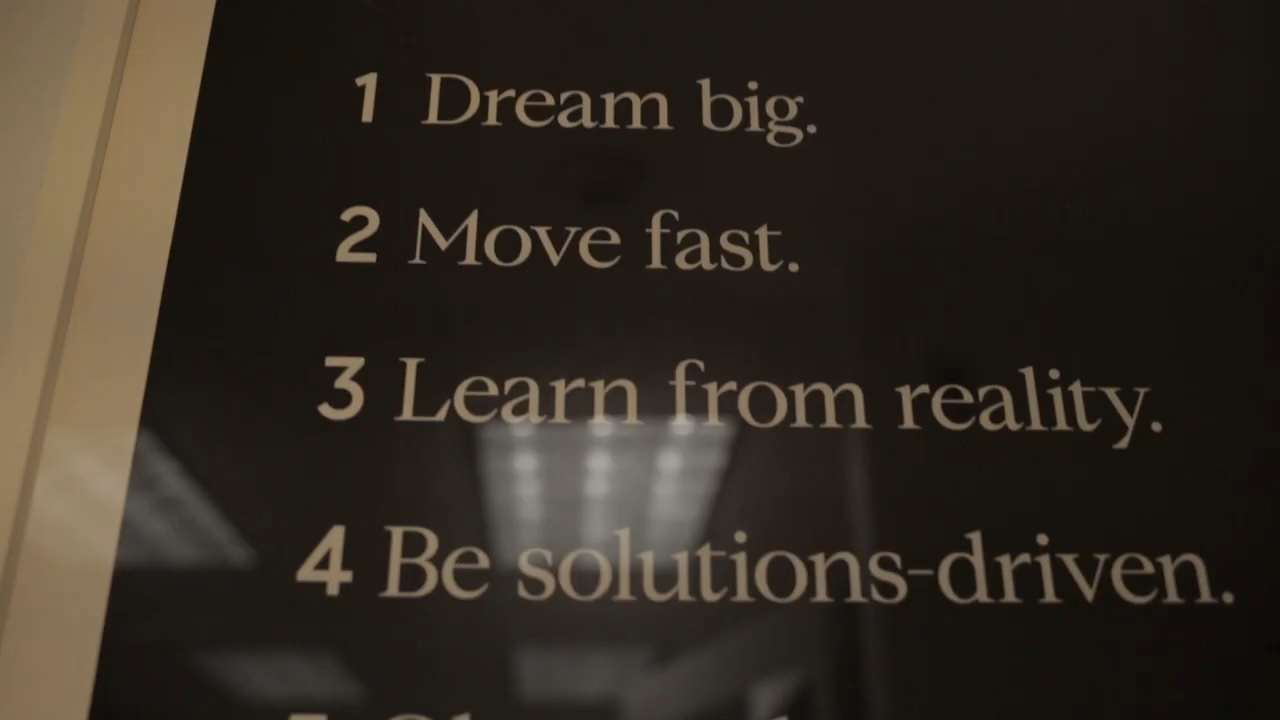 1 Dream big.
2 Move fast.
3 Learn from reality.
4 Be solutions-driven.